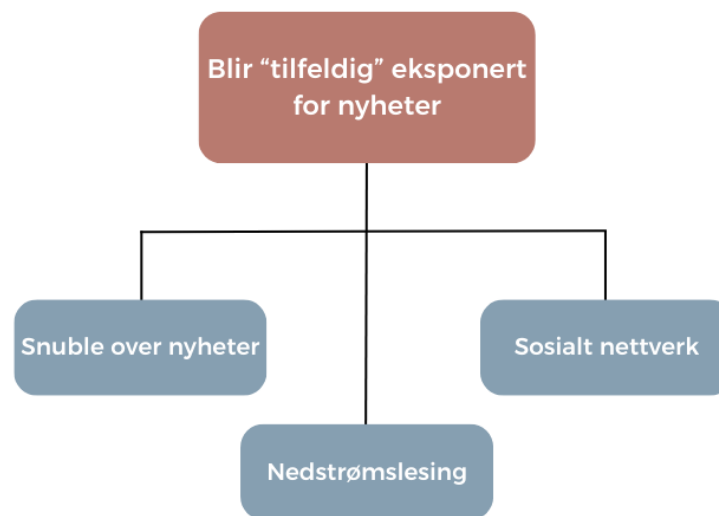 Blir “tilfeldig” eksponert
for nyheter
Snuble over nyheter
Sosialt nettverk
Nedstrømslesing